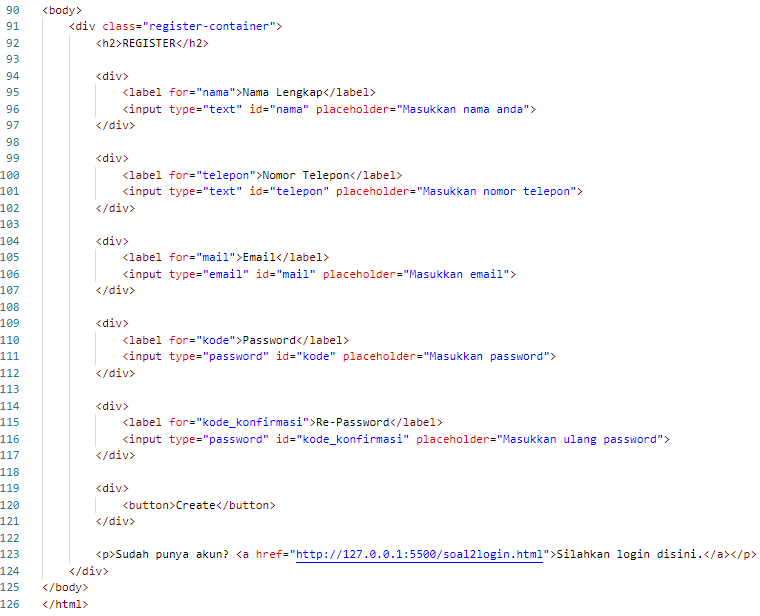 90 <body>
91 <div class="register-container">
92 <h2>REGISTER</h2>
93
94 <div>
95 <label for="nama">Nama Lengkap</label>
96 <input type="text" id="nama" placeholder="Masukkan nama anda">
97 </div>
98
99 <div>
100 <label for="telepon">Nomor Telepon</label>
101 <input type="text" id="telepon" placeholder="Masukkan nomor telepon">
102 </div>
103
104 <div>
105 <label for="mail">Email</label>
106 <input type="email" id="mail" placeholder="Masukkan email">
107 </div>
108
109 <div>
110 <label for="kode">Password</label>
111 <input type="password" id="kode" placeholder="Masukkan password">
112 </div>
113
114 <div>
115 <label for="kode_konfirmasi">Re-Password</label>
116 <input type="password" id="kode_konfirmasi" placeholder="Masukkan ulang password">
117 </div>
118
119 <div>
120 <button>Create</button>
121 </div>
122
123 <p>Sudah punya akun? <a href="http://127.0.0.1:5500/soal2login.html">Silahkan login disini.</a></p>
124 </div>
125 </body>
126 </html>